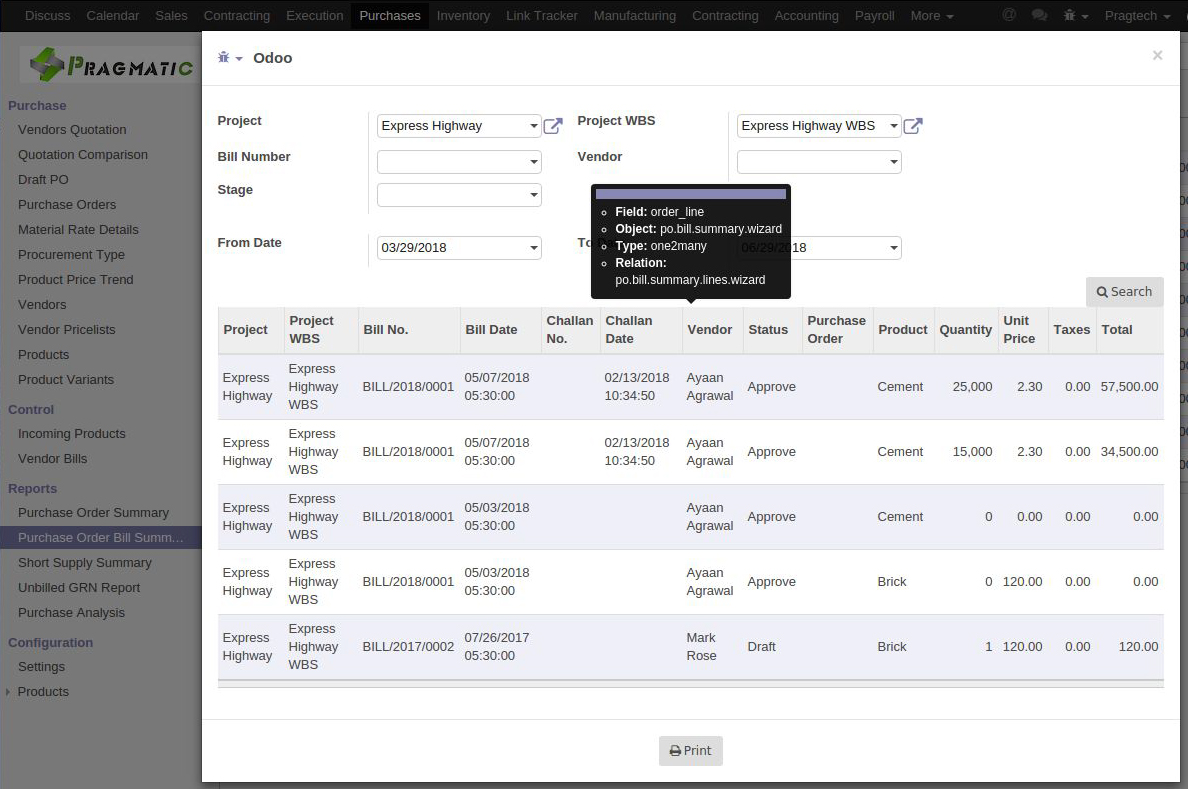 Discuss Calendar Sales Contracting Execution Purchases Inventory Link Tracker Manufacturing Contracting Accounting Payroll More @ Pragtech
PRAGMATIC
Purchase
Vendors Quotation
Quotation Comparison
Draft PO
Purchase Orders
Material Rate Details
Procurement Type
Product Price Trend
Vendors
Vendor Pricelists
Products
Product Variants
Control
Incoming Products
Vendor Bills
Reports
Purchase Order Summary
Purchase Order Bill Summ...
Short Supply Summary
Unbilled GRN Report
Purchase Analysis
Configuration
Settings
Products
Odoo ×
Project Express Highway Project WBS Express Highway WBS
Bill Number Vendor
Stage
From Date 03/29/2018 To Da 06/29/2018
Field: order_line
Object: po.bill.summary.wizard
Type: one2many
Relation:
po.bill.summary.lines.wizard
Search
Project Project WBS Bill No. Bill Date Challan No. Challan Date Vendor Status Purchase Order Product Quantity Unit Price Taxes Total
Express Highway Express Highway WBS BILL/2018/0001 05/07/2018 05:30:00 02/13/2018 10:34:50 Ayaan Agrawal Approve Cement 25,000 2.30 0.00 57,500.00
Express Highway Express Highway WBS BILL/2018/0001 05/07/2018 05:30:00 02/13/2018 10:34:50 Ayaan Agrawal Approve Cement 15,000 2.30 0.00 34,500.00
Express Highway Express Highway WBS BILL/2018/0001 05/03/2018 05:30:00 Ayaan Agrawal Approve Cement 0 0.00 0.00 0.00
Express Highway Express Highway WBS BILL/2018/0001 05/03/2018 05:30:00 Ayaan Agrawal Approve Brick 0 120.00 0.00 0.00
Express Highway Express Highway WBS BILL/2017/0002 07/26/2017 05:30:00 Mark Rose Draft Brick 1 120.00 0.00 120.00
Print